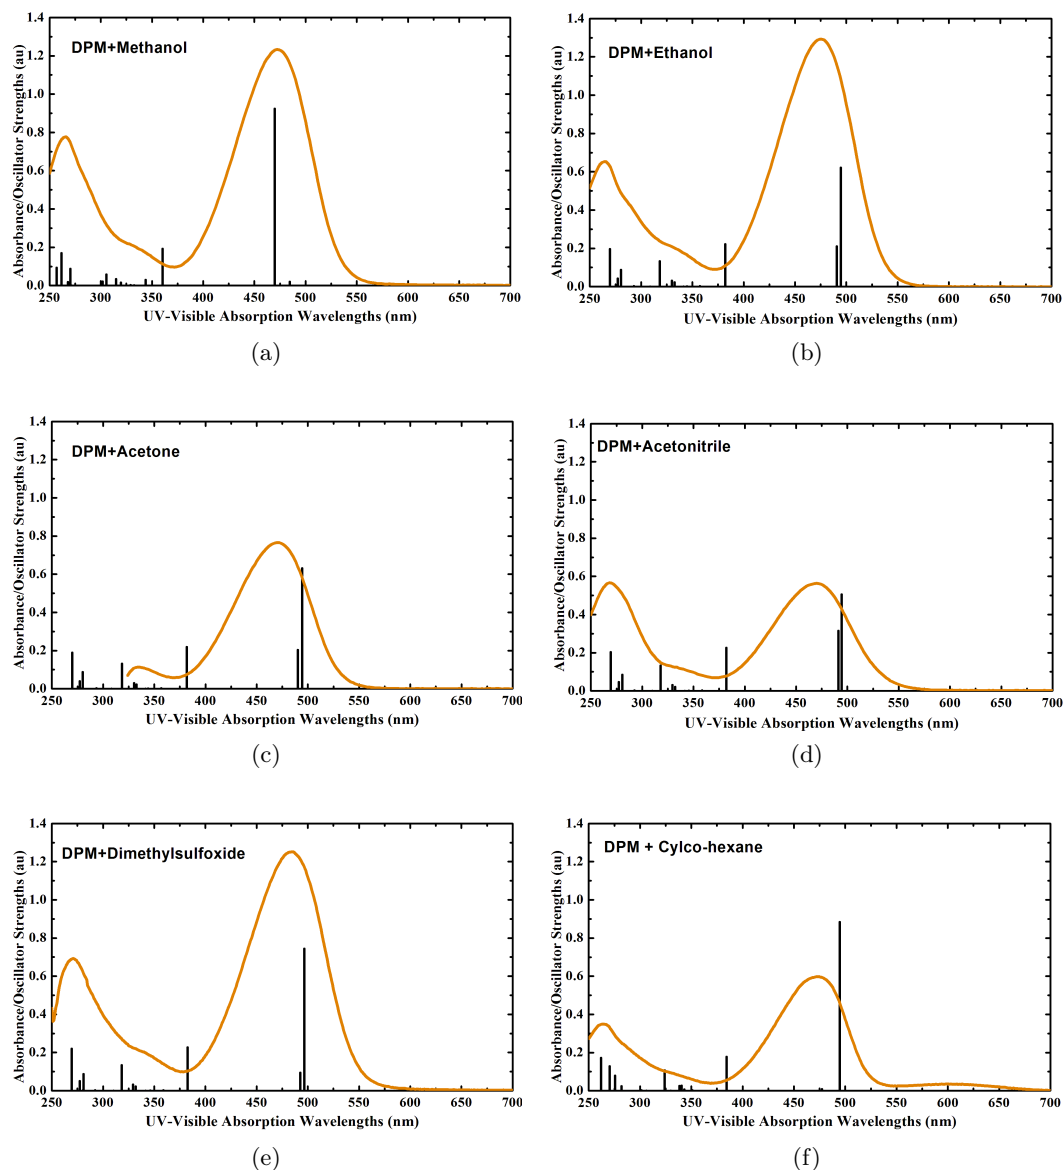 DPM+Methanol
Absorbance/Oscillator Strengths (au)
1.4
1.2
1.0
0.8
0.6
0.4
0.2
0.0
250 300 350 400 450 500 550 600 650 700
UV-Visible Absorption Wavelengths (nm)
(a)
DPM+Ethanol
Absorbance/Oscillator Strengths (au)
1.4
1.2
1.0
0.8
0.6
0.4
0.2
0.0
250 300 350 400 450 500 550 600 650 700
UV-Visible Absorption Wavelengths (nm)
(b)
DPM+Acetone
Absorbance/Oscillator Strengths (au)
1.4
1.2
1.0
0.8
0.6
0.4
0.2
0.0
250 300 350 400 450 500 550 600 650 700
UV-Visible Absorption Wavelengths (nm)
(c)
DPM+Acetonitrile
Absorbance/Oscillator Strengths (au)
1.4
1.2
1.0
0.8
0.6
0.4
0.2
0.0
250 300 350 400 450 500 550 600 650 700
UV-Visible Absorption Wavelengths (nm)
(d)
DPM+Dimethylsulfoxide
Absorbance/Oscillator Strengths (au)
1.4
1.2
1.0
0.8
0.6
0.4
0.2
0.0
250 300 350 400 450 500 550 600 650 700
UV-Visible Absorption Wavelengths (nm)
(e)
DPM + Cylco-hexane
Absorbance/Oscillator Strengths (au)
1.4
1.2
1.0
0.8
0.6
0.4
0.2
0.0
250 300 350 400 450 500 550 600 650 700
UV-Visible Absorption Wavelengths (nm)
(f)